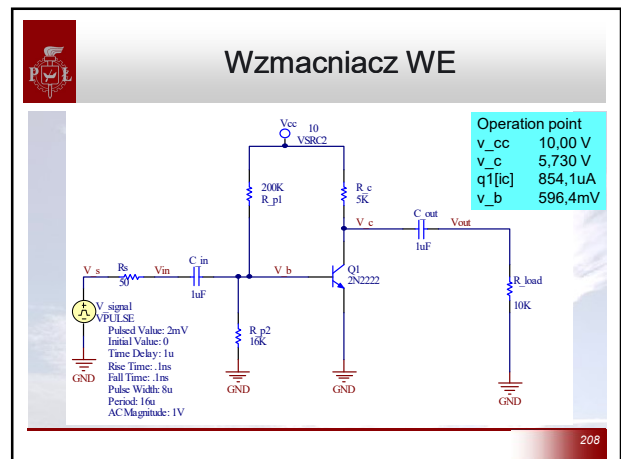 P Ł
Wzmacniacz WE
Operation point
v_cc 10,00 V
v_c 5,730 V
q1[ic] 854,1uA
v_b 596,4mV
Vcc 10
VSRC2
200K
R_p1
R_c
5K
V_c
C_out
Vout
1uF
V_s
Rs
50
Vin
C_in
1uF
V_b
Q1
2N2222
R_load
10K
V_signal
VPULSE
Pulsed Value: 2mV
Initial Value: 0
Time Delay: 1u
Rise Time: .1ns
Fall Time: .1ns
Pulse Width: 8u
Period: 16u
AC Magnitude: 1V
R_p2
16K
GND
GND
GND
GND
208